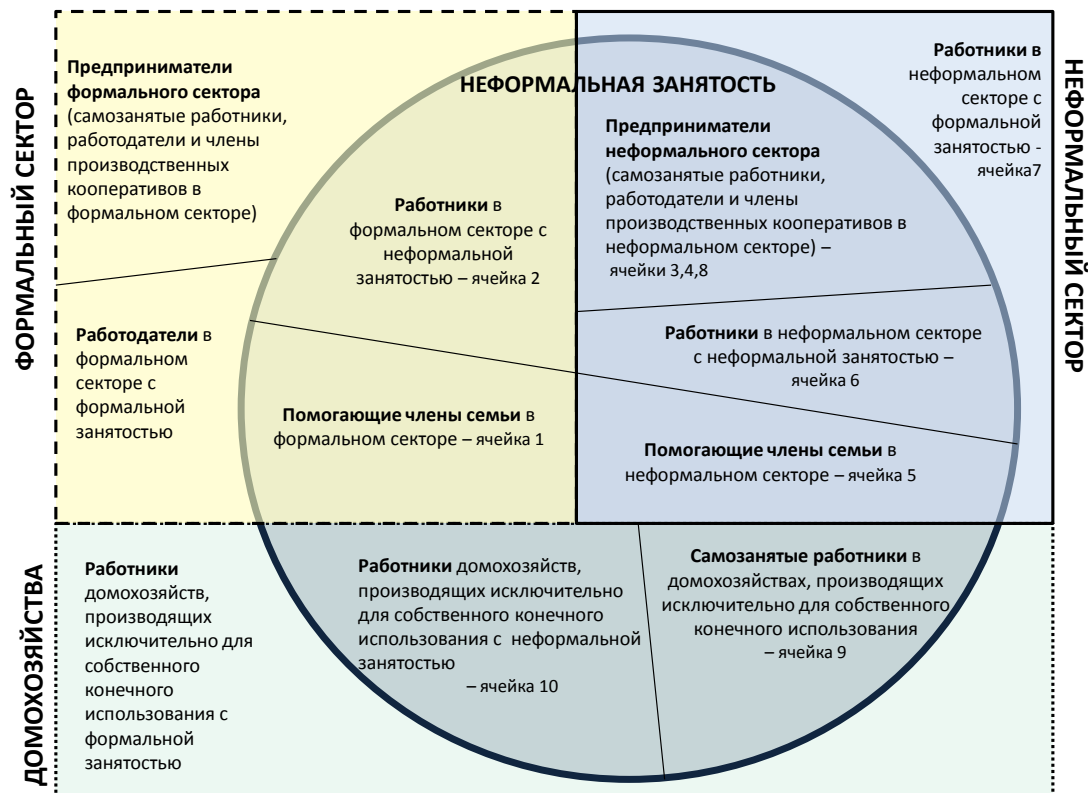 НЕФОРМАЛЬНАЯ ЗАНЯТОСТЬ
ФОРМАЛЬНЫЙ СЕКТОР
Предприниматели
формального сектора
(самозанятые работники,
работодатели и члены
производственных
кооперативов в
формальном секторе)
Работодатели в
формальном
секторе с
формальной
занятостью
Работники в
формальном секторе с
неформальной
занятостью – ячейка 2
Помогающие члены семьи в
формальном секторе – ячейка 1
НЕФОРМАЛЬНЫЙ СЕКТОР
Предприниматели
неформального сектора
(самозанятые работники,
работодатели и члены
производственных кооперативов в
неформальном секторе) –
ячейки 3,4,8
Работники в
неформальном
секторе с
формальной
занятостью -
ячейка7
Работники в неформальном секторе
с неформальной занятостью –
ячейка 6
Помогающие члены семьи в
неформальном секторе – ячейка 5
ДОМОХОЗЯЙСТВА
Работники
домохозяйств,
производящих
исключительно для
собственного
конечного
использования с
формальной
занятостью
Работники домохозяйств,
производящих исключительно
для собственного конечного
использования с неформальной
занятостью
– ячейка 10
Самозанятые работники в
домохозяйствах, производящих
исключительно для собственного
конечного использования
– ячейка 9